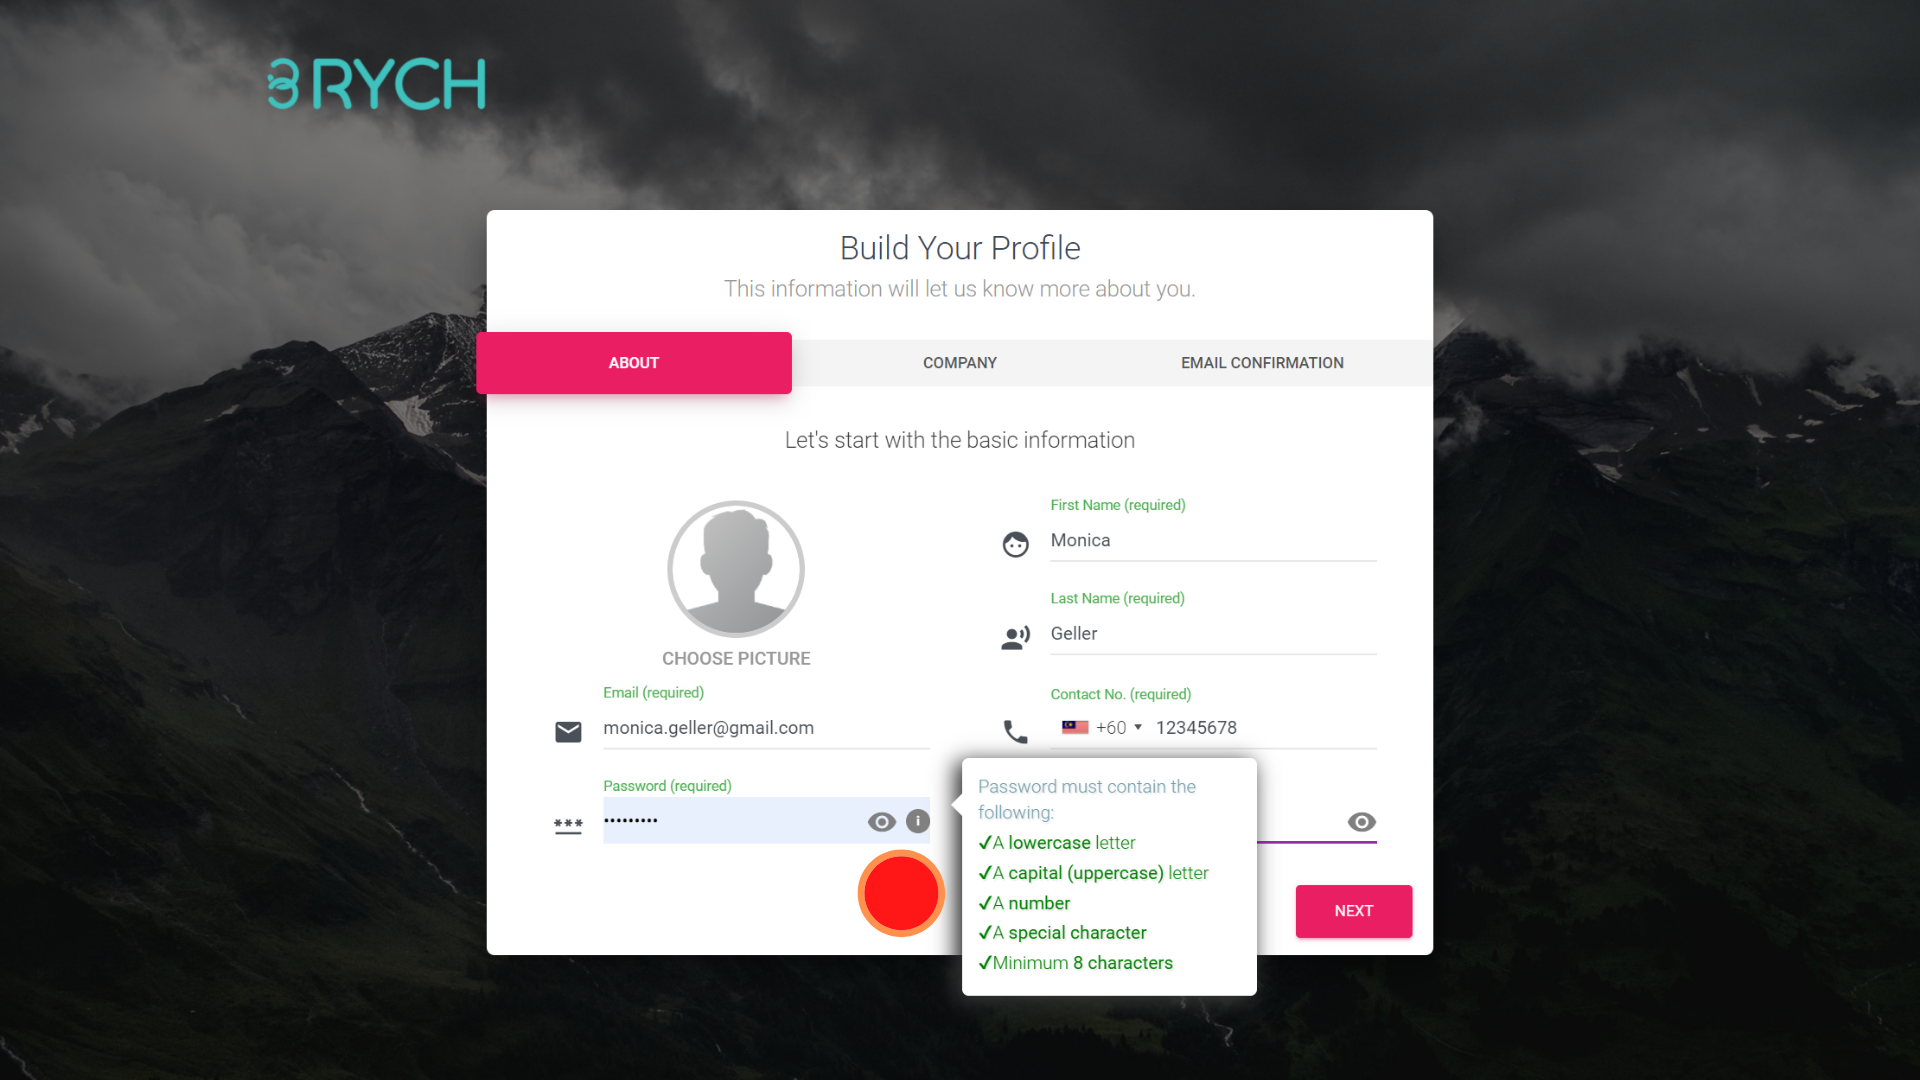 RYCH
Build Your Profile
This information will let us know more about you.
ABOUT
COMPANY
EMAIL CONFIRMATION
Let's start with the basic information
First Name (required)
Monica
Last Name (required)
Geller
CHOOSE PICTURE
Email (required)
monica.geller@gmail.com
Contact No. (required)
+60 12345678
Password (required)
•••••••••
Password must contain the
following:
✓A lowercase letter
✓A capital (uppercase) letter
✓A number
✓A special character
✓Minimum 8 characters
NEXT